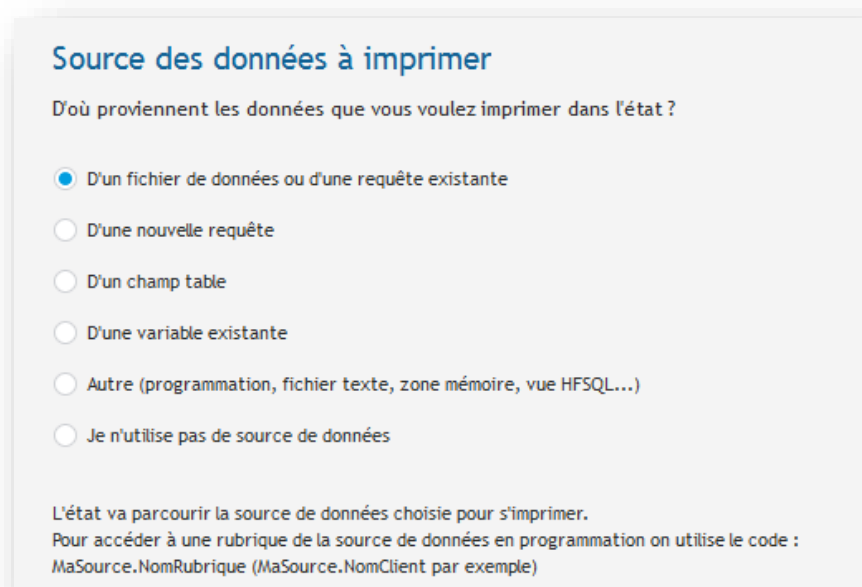 Source des données à imprimer
D'où proviennent les données que vous voulez imprimer dans l'état ?
D'un fichier de données ou d'une requête existante
D'une nouvelle requête
D'un champ table
D'une variable existante
Autre (programmation, fichier texte, zone mémoire, vue HFSQL...)
Je n'utilise pas de source de données
L'état va parcourir la source de données choisie pour s'imprimer.
Pour accéder à une rubrique de la source de données en programmation on utilise le code :
MaSource.NomRubrique (MaSource.NomClient par exemple)